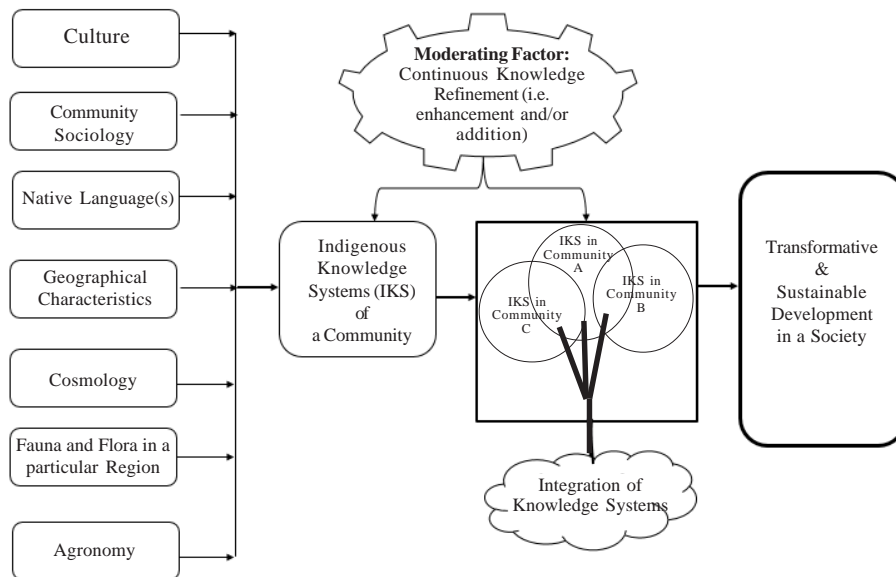 Culture
Community
Sociology
Native Language(s)
Geographical
Characteristics
Cosmology
Fauna and Flora in a
particular Region
Agronomy
Moderating Factor:
Continuous Knowledge
Refinement (i.e.
enhancement and/or
addition)
Indigenous
Knowledge
Systems (IKS)
of
a Community
IKS in
Community
A
IKS in
Community
B
IKS in
Community
C
Integration of
Knowledge Systems
Transformative
&
Sustainable
Development
in a Society